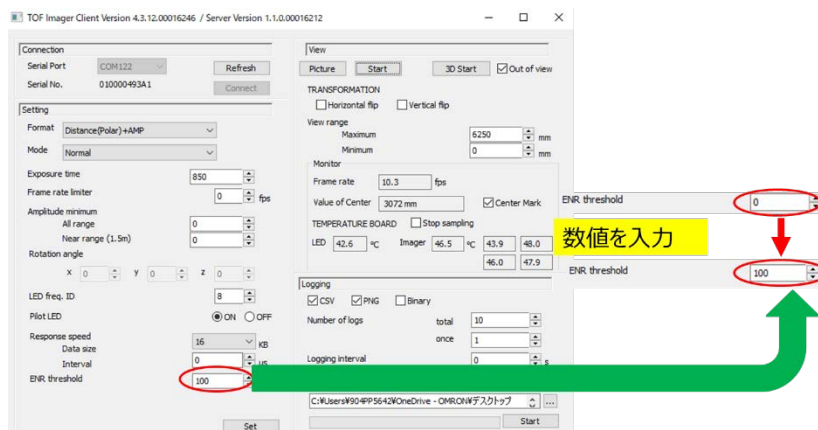 TOF Imager Client Version 4.3.12.00016246 / Server Version 1.1.0.00016212
Connection
Serial Port COM122 Refresh
Serial No. 010000493A1 Connect
Setting
Format Distance(Polar)+AMP
Mode Normal
Exposure time 850
Frame rate limiter 0 fps
Amplitude minimum
All range 0
Near range (1.5m) 0
Rotation angle
X 0 Y 0 Z 0
LED freq. ID 8
Pilot LED ON OFF
Response speed
Data size 16 KB
Interval 0 us
ENR threshold 100
Set
View
Picture Start 3D Start Out of view
TRANSFORMATION
Horizontal flip Vertical flip
View range
Maximum 6250 mm
Minimum 0 mm
Monitor
Frame rate 10.3 fps
Value of Center 3072 mm Center Mark
TEMPERATURE BOARD Stop sampling
LED 42.6 ℃ Imager 46.5 ℃ 43.9 48.0
46.0 47.9
Logging
CSV PNG Binary
Number of logs total 10
once 1
Logging interval 0 s
C:¥Users¥904PP5642¥OneDrive - OMRON¥デスクトップ ...
Start
ENR threshold 0
数値を入力
ENR threshold 100